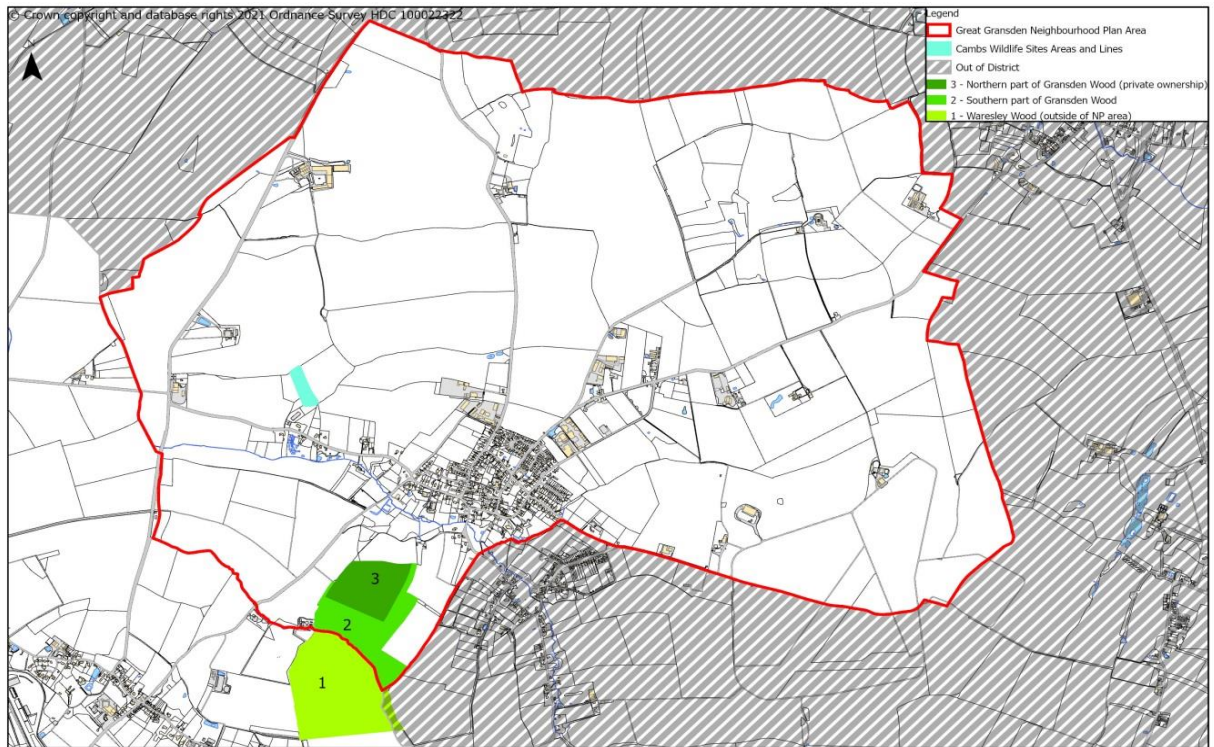 © Crown copyright and database rights 2021 Ordnance Survey HDC 100022322
Legend
Great Gransden Neighbourhood Plan Area
Cambs Wildlife Sites Areas and Lines
Out of District
3 - Northern part of Gransden Wood (private ownership)
2 - Southern part of Gransden Wood
1 - Waresley Wood (outside of NP area)
3
2
1